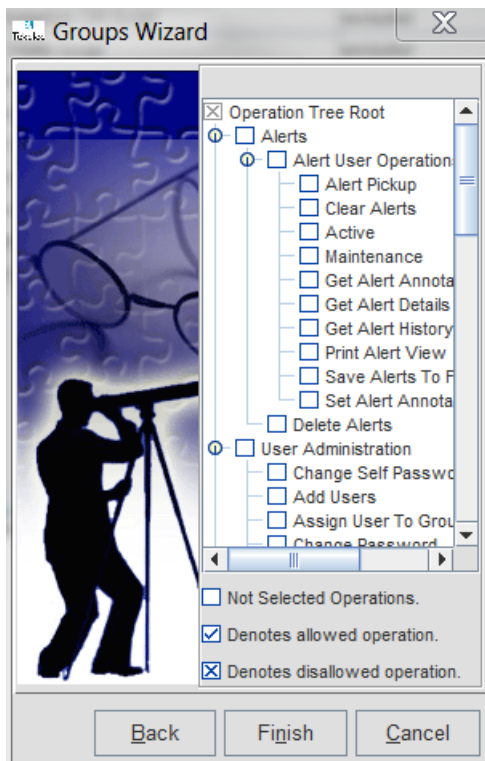 Groups Wizard
Operation Tree Root
Alerts
Alert User Operation
Alert Pickup
Clear Alerts
Active
Maintenance
Get Alert Annota
Get Alert Details
Get Alert History
Print Alert View
Save Alerts To F
Set Alert Annota
Delete Alerts
User Administration
Change Self Passwo
Add Users
Assign User To Grou
Change Password
Not Selected Operations.
Denotes allowed operation.
Denotes disallowed operation.
Back Finish Cancel